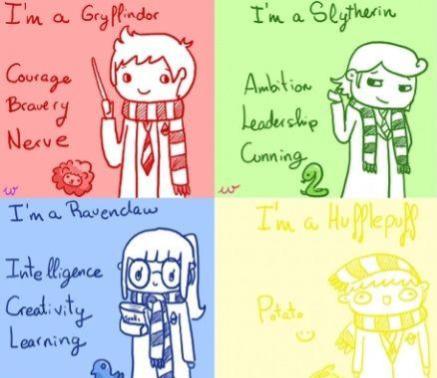 I'm a Gryffindor
Courage
Bravery
Nerve
I'm a Slytherin
Ambition
Leadership
Cunning
I'm a Ravenclaw
Intelligence
Creativity
Learning
I'm a Hufflepuff
Potato